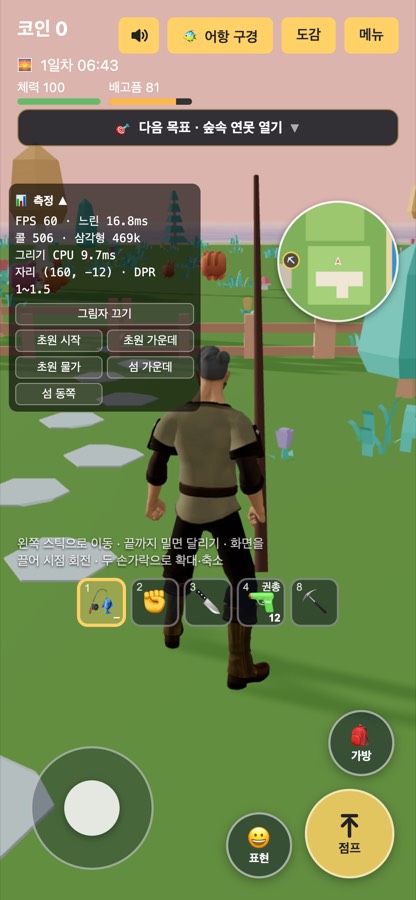 코인 0
어항 구경
도감
메뉴
1일차 06:43
체력 100 배고픔 81
다음 목표 · 숲속 연못 열기 ▼
측정 ▲
FPS 60 · 느린 16.8ms
콜 506 · 삼각형 469k
그리기 CPU 9.7ms
자리 (160, −12) · DPR
1~1.5
그림자 끄기
초원 시작 초원 가운데
초원 물가 섬 가운데
섬 동쪽
왼쪽 스틱으로 이동 · 끝까지 밀면 달리기 · 화면을
끌어 시점 회전 · 두 손가락으로 확대·축소
1 2 3 4 권총 8
12
가방
점프
표현